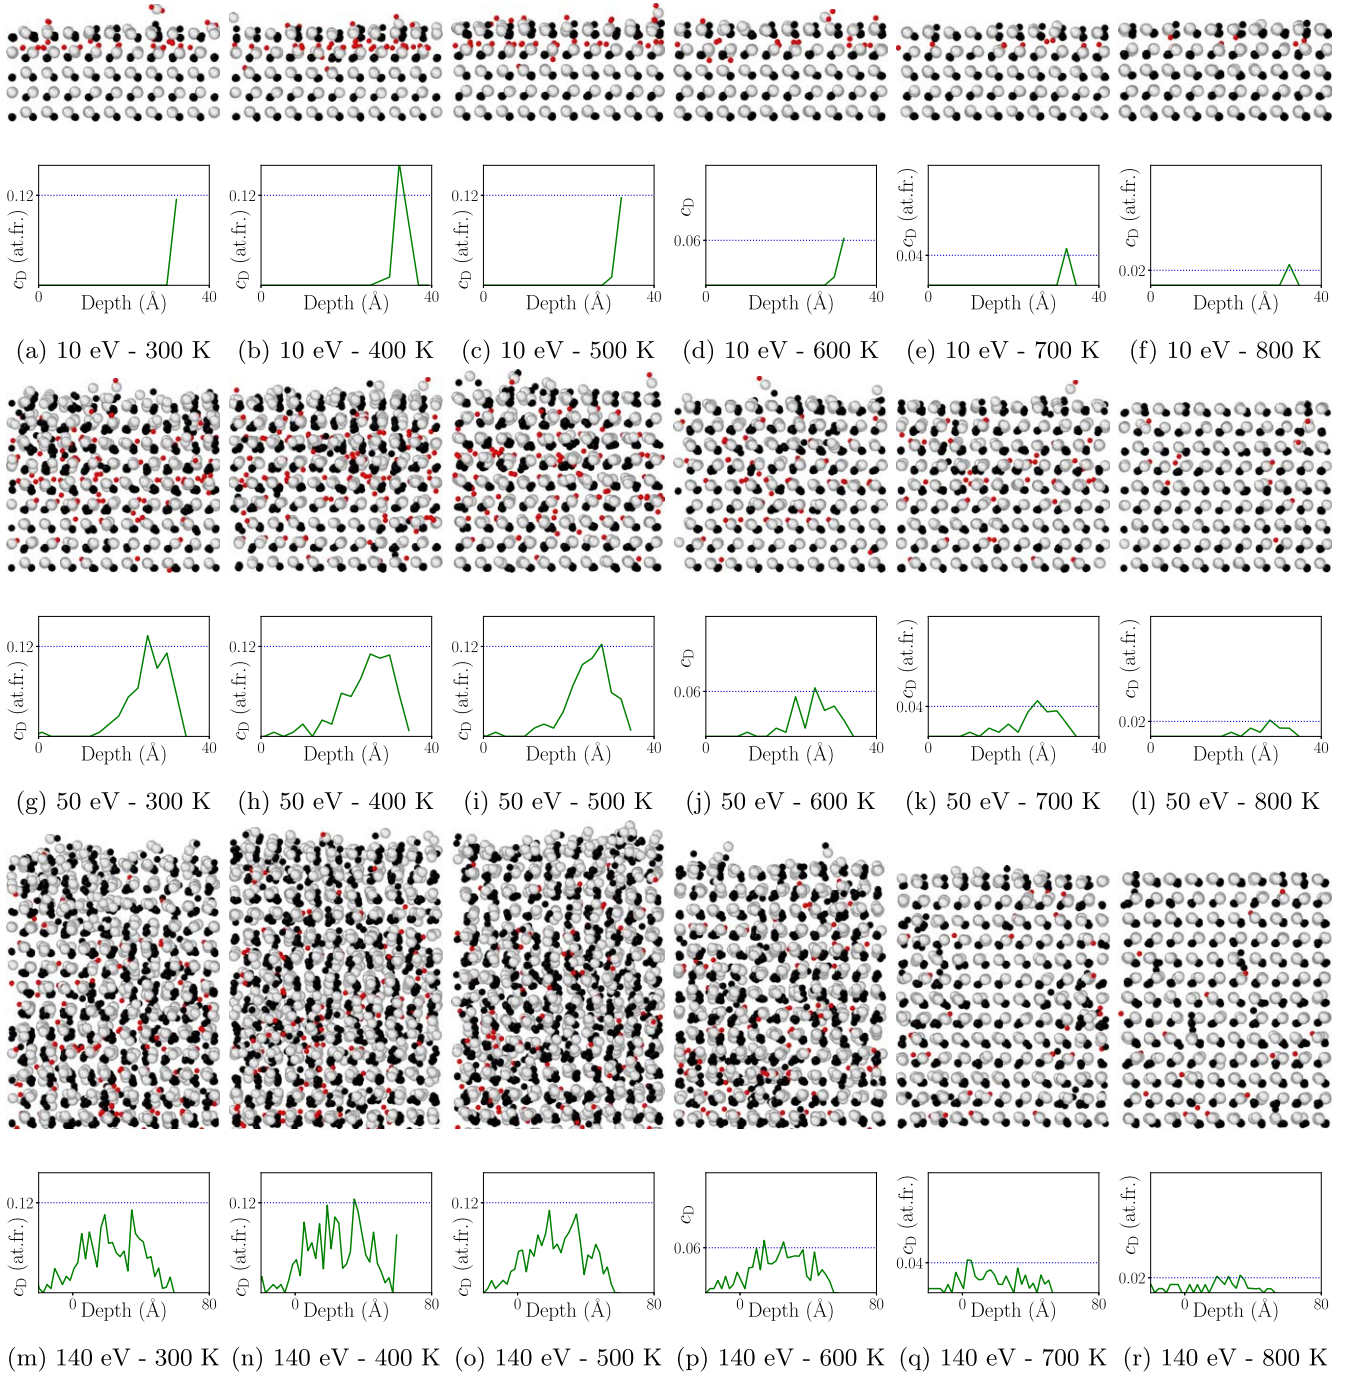 0.12 0.12 0.12 0.06 0.04 0.02
c_D (at.fr.) c_D (at.fr.) c_D (at.fr.) c_D c_D (at.fr.) c_D (at.fr.)
0 Depth (Å) 40 0 Depth (Å) 40 0 Depth (Å) 40 0 Depth (Å) 40 0 Depth (Å) 40 0 Depth (Å) 40
(a) 10 eV - 300 K (b) 10 eV - 400 K (c) 10 eV - 500 K (d) 10 eV - 600 K (e) 10 eV - 700 K (f) 10 eV - 800 K
0.12 0.12 0.12 0.06 0.04 0.02
c_D (at.fr.) c_D (at.fr.) c_D (at.fr.) c_D c_D (at.fr.) c_D (at.fr.)
0 Depth (Å) 40 0 Depth (Å) 40 0 Depth (Å) 40 0 Depth (Å) 40 0 Depth (Å) 40 0 Depth (Å) 40
(g) 50 eV - 300 K (h) 50 eV - 400 K (i) 50 eV - 500 K (j) 50 eV - 600 K (k) 50 eV - 700 K (l) 50 eV - 800 K
0.12 0.12 0.12 0.06 0.04 0.02
c_D (at.fr.) c_D (at.fr.) c_D (at.fr.) c_D c_D (at.fr.) c_D (at.fr.)
0 Depth (Å) 80 0 Depth (Å) 80 0 Depth (Å) 80 0 Depth (Å) 80 0 Depth (Å) 80 0 Depth (Å) 80
(m) 140 eV - 300 K (n) 140 eV - 400 K (o) 140 eV - 500 K (p) 140 eV - 600 K (q) 140 eV - 700 K (r) 140 eV - 800 K